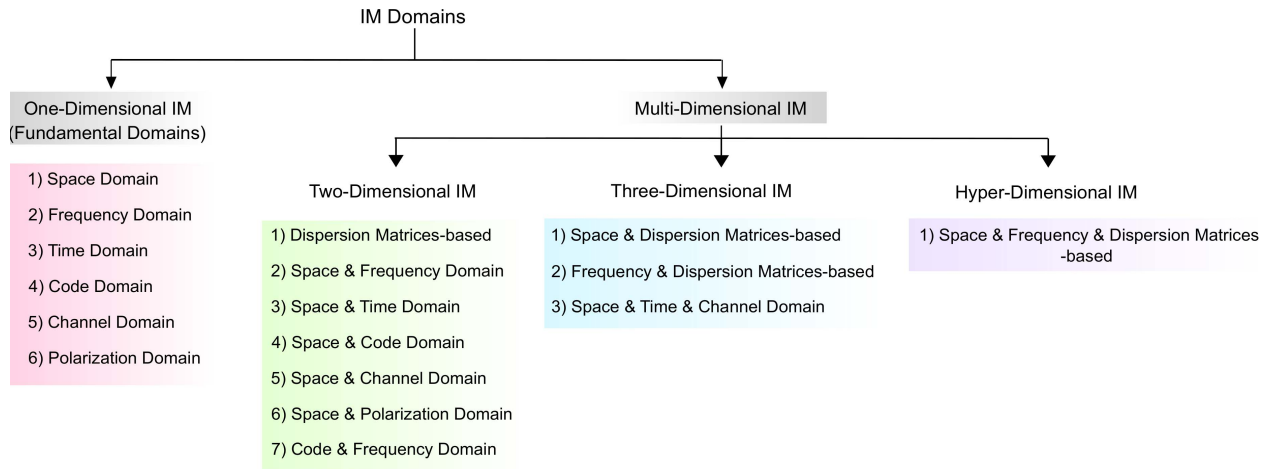 IM Domains
One-Dimensional IM
(Fundamental Domains)
1) Space Domain
2) Frequency Domain
3) Time Domain
4) Code Domain
5) Channel Domain
6) Polarization Domain
Multi-Dimensional IM
Two-Dimensional IM
1) Dispersion Matrices-based
2) Space & Frequency Domain
3) Space & Time Domain
4) Space & Code Domain
5) Space & Channel Domain
6) Space & Polarization Domain
7) Code & Frequency Domain
Three-Dimensional IM
1) Space & Dispersion Matrices-based
2) Frequency & Dispersion Matrices-based
3) Space & Time & Channel Domain
Hyper-Dimensional IM
1) Space & Frequency & Dispersion Matrices
-based